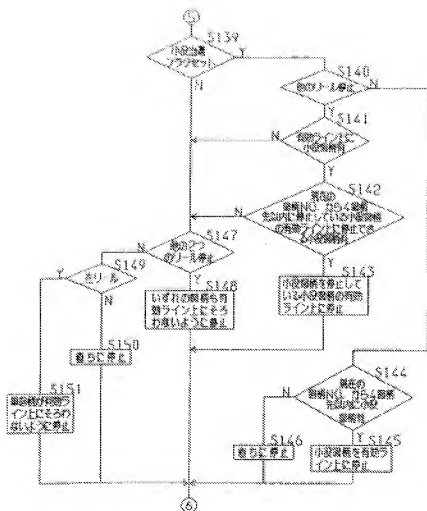 5
S139
小役当選
フラグセット
Y
N
S140
他のリール停止
N
Y
S141
有効ライン上に
小役図柄有
N
Y
S142
現在の
図柄NO.から4図柄
先以内に停止している小役図柄
の有効ライン上に停止でき
る小役図柄有
N
Y
S143
小役図柄を停止して
いる小役図柄の有効
ライン上に停止
S147
他の2つ
のリール停止
N
Y
S148
いずれの図柄も有
効ライン上にそろ
わないように停止
S149
左リール
Y
N
S150
直ちに停止
S151
ライン上にそろわ
ないように停止
S144
現在の
図柄NO.から4図柄
先以内に小役
図柄有
N
Y
S145
小役図柄を有効ラ
イン上に停止
S146
直ちに停止
6